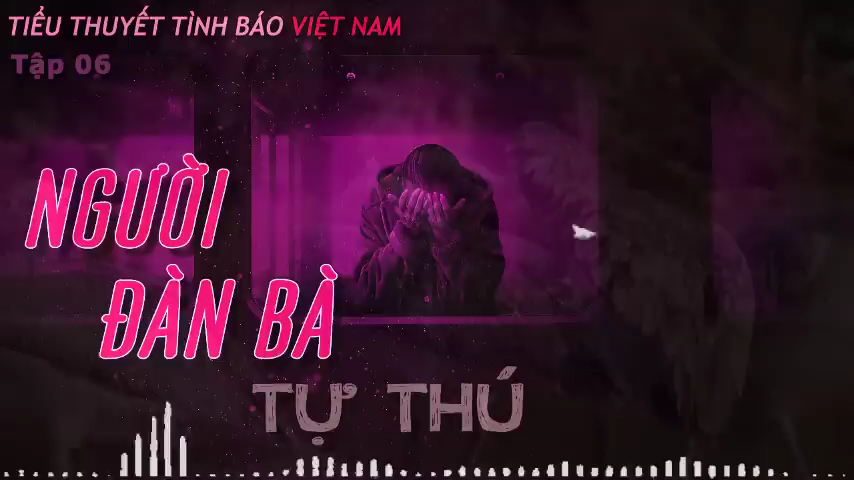 TIỂU THUYẾT TÌNH BÁO VIỆT NAM
Tập 06
NGƯỜI
ĐÀN BÀ
TỰ THÚ